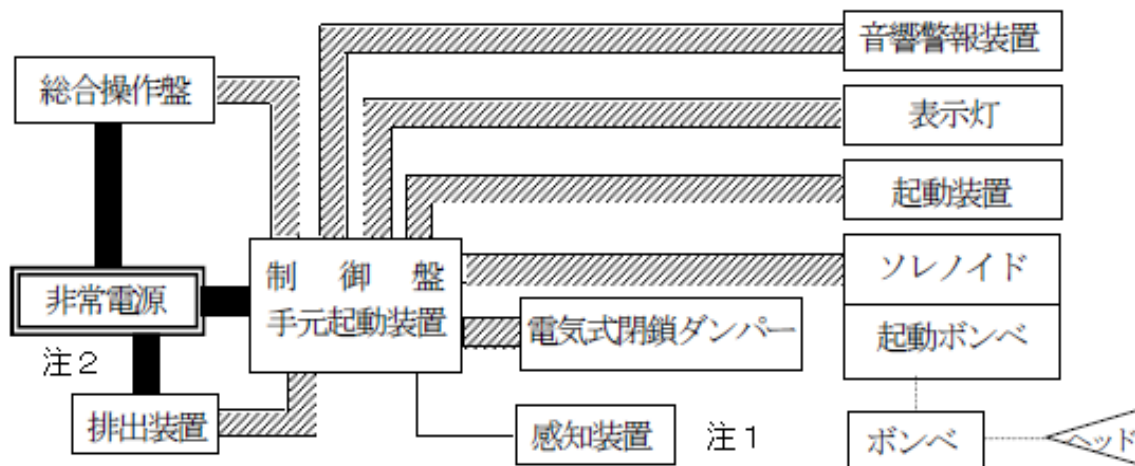 音響警報装置
総合操作盤
表示灯
起動装置
制御盤
手元起動装置
ソレノイド
非常電源
電気式閉鎖ダンパー
起動ボンベ
注2
排出装置
感知装置
注1
ボンベ
ヘッド